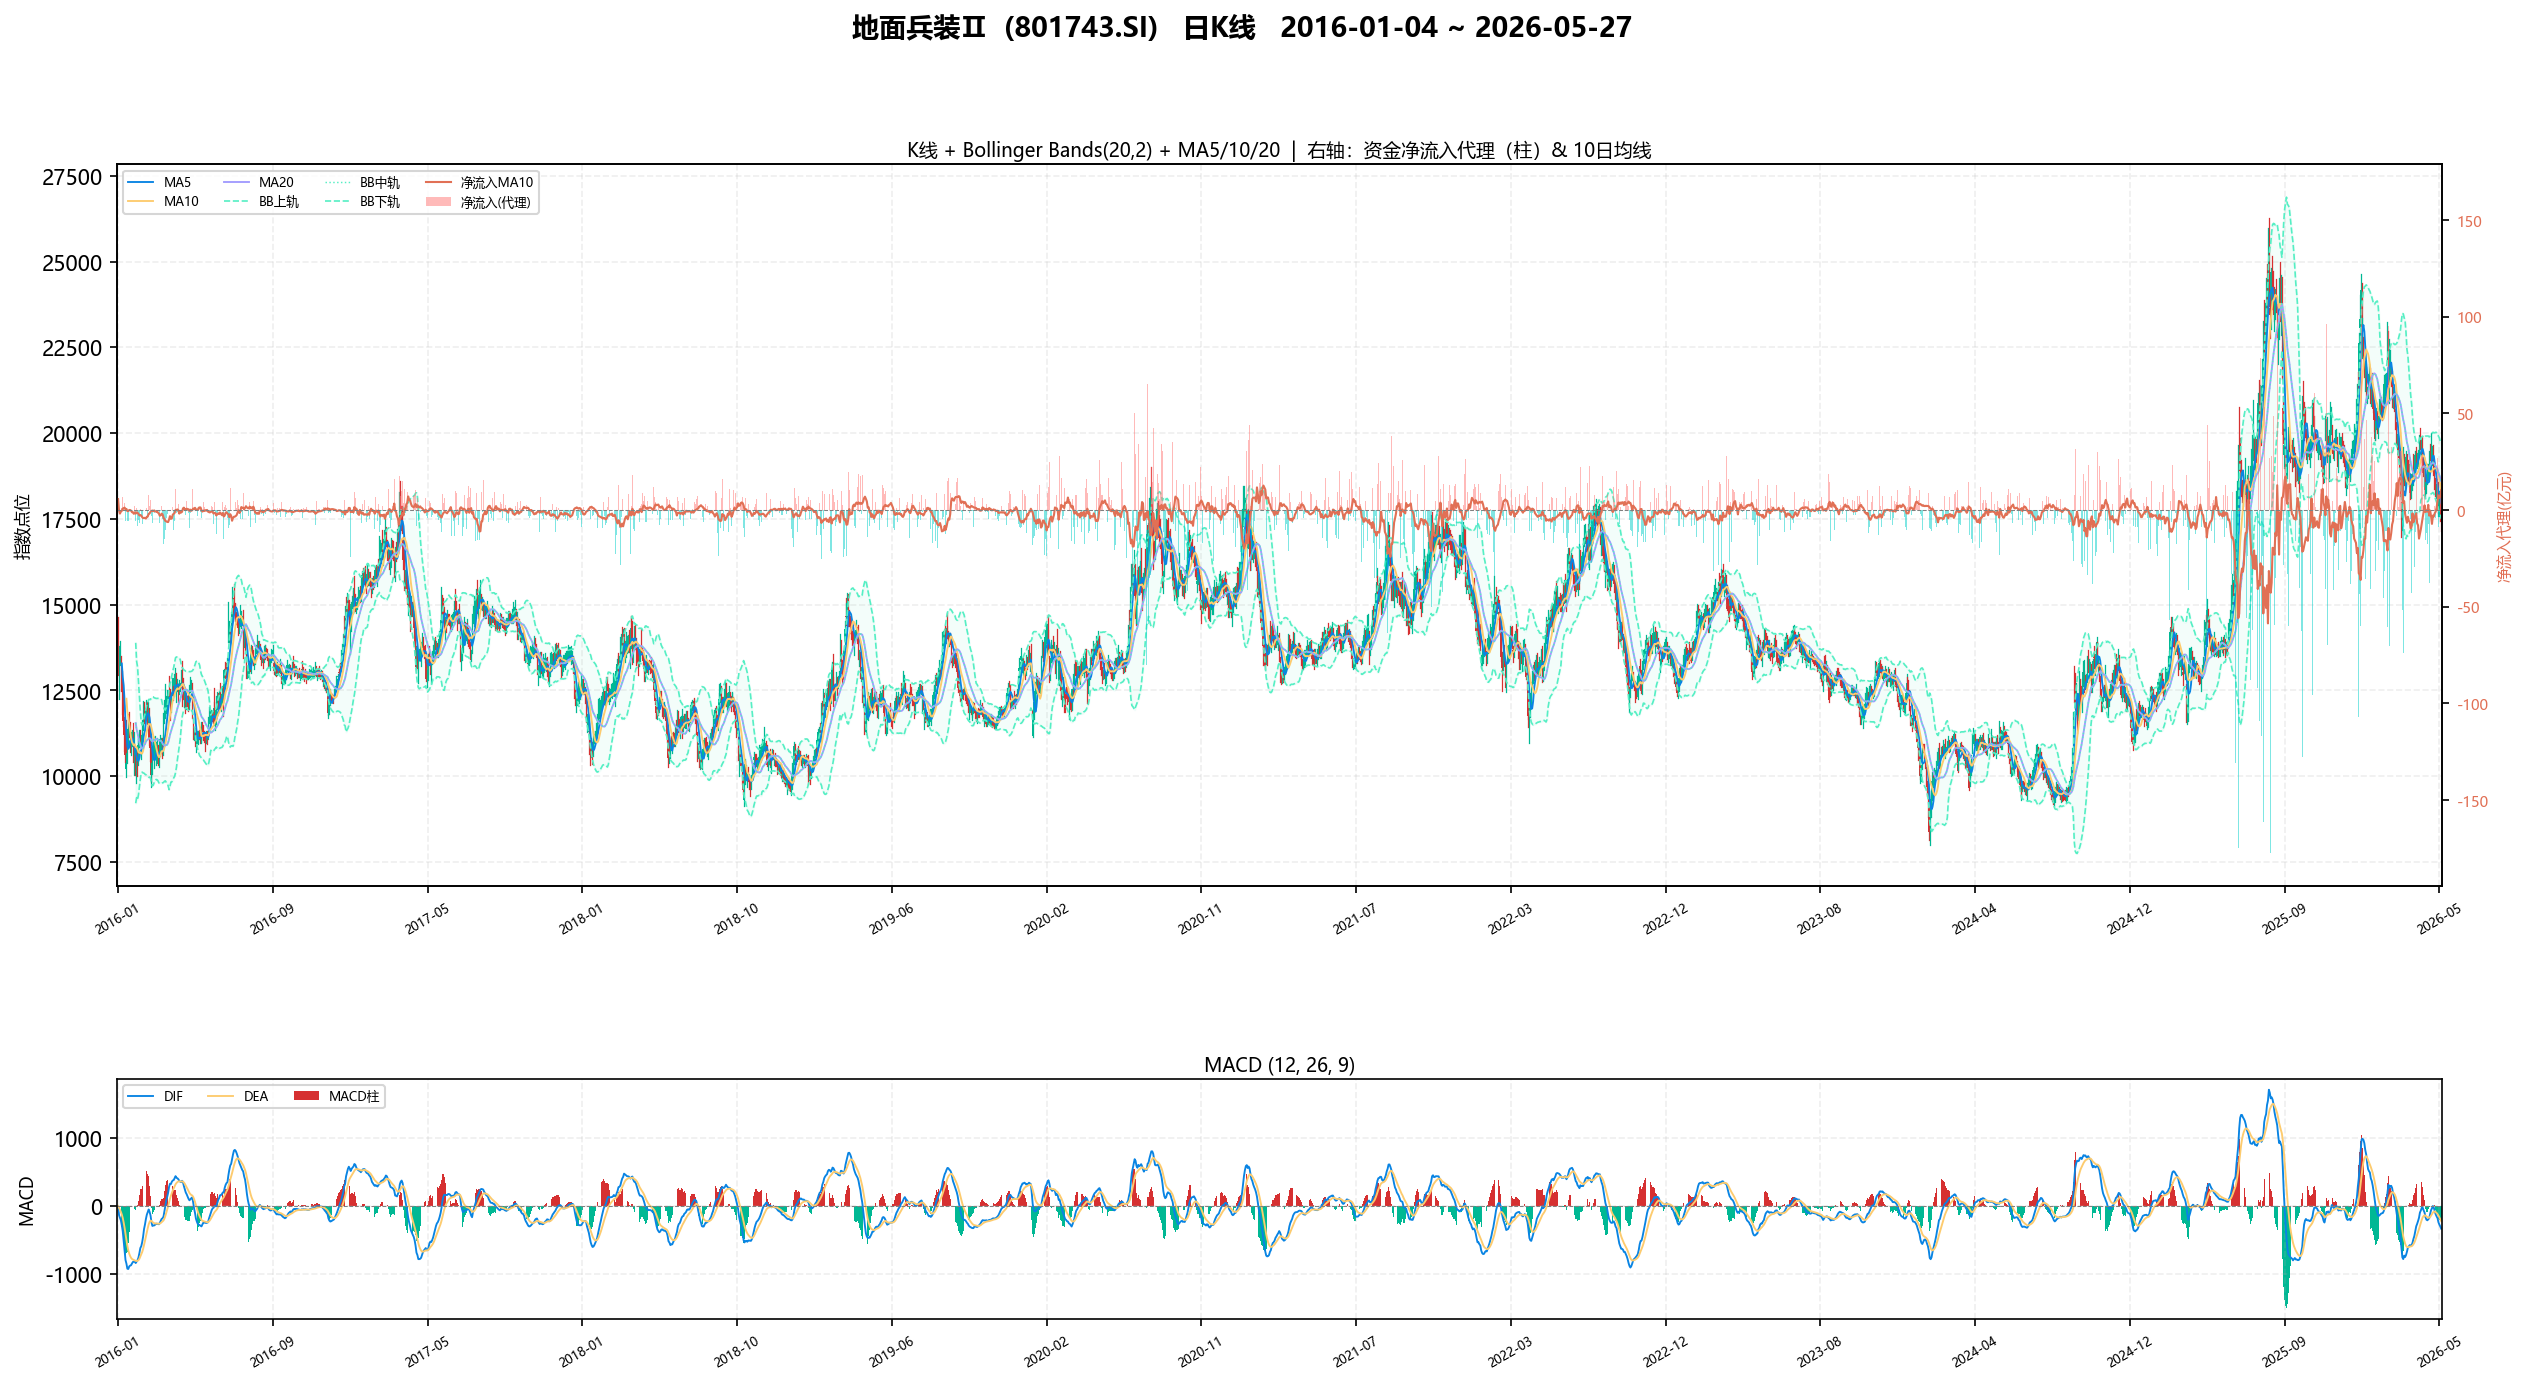 地面兵装Ⅱ (801743.SI) 日K线 2016-01-04 ~ 2026-05-27
K线 + Bollinger Bands(20,2) + MA5/10/20 | 右轴：资金净流入代理（柱）& 10日均线
MA5 MA20 BB中轨 净流入MA10
MA10 BB上轨 BB下轨 净流入(代理)
27500
25000
22500
20000
17500
15000
12500
10000
7500
指数点位
150
100
50
0
-50
-100
-150
净流入代理(亿元)
2016-01 2016-09 2017-05 2018-01 2018-10 2019-06 2020-02 2020-11 2021-07 2022-03 2022-12 2023-08 2024-04 2024-12 2025-09 2026-05
MACD (12, 26, 9)
DIF DEA MACD柱
1000
0
-1000
MACD
2016-01 2016-09 2017-05 2018-01 2018-10 2019-06 2020-02 2020-11 2021-07 2022-03 2022-12 2023-08 2024-04 2024-12 2025-09 2026-05